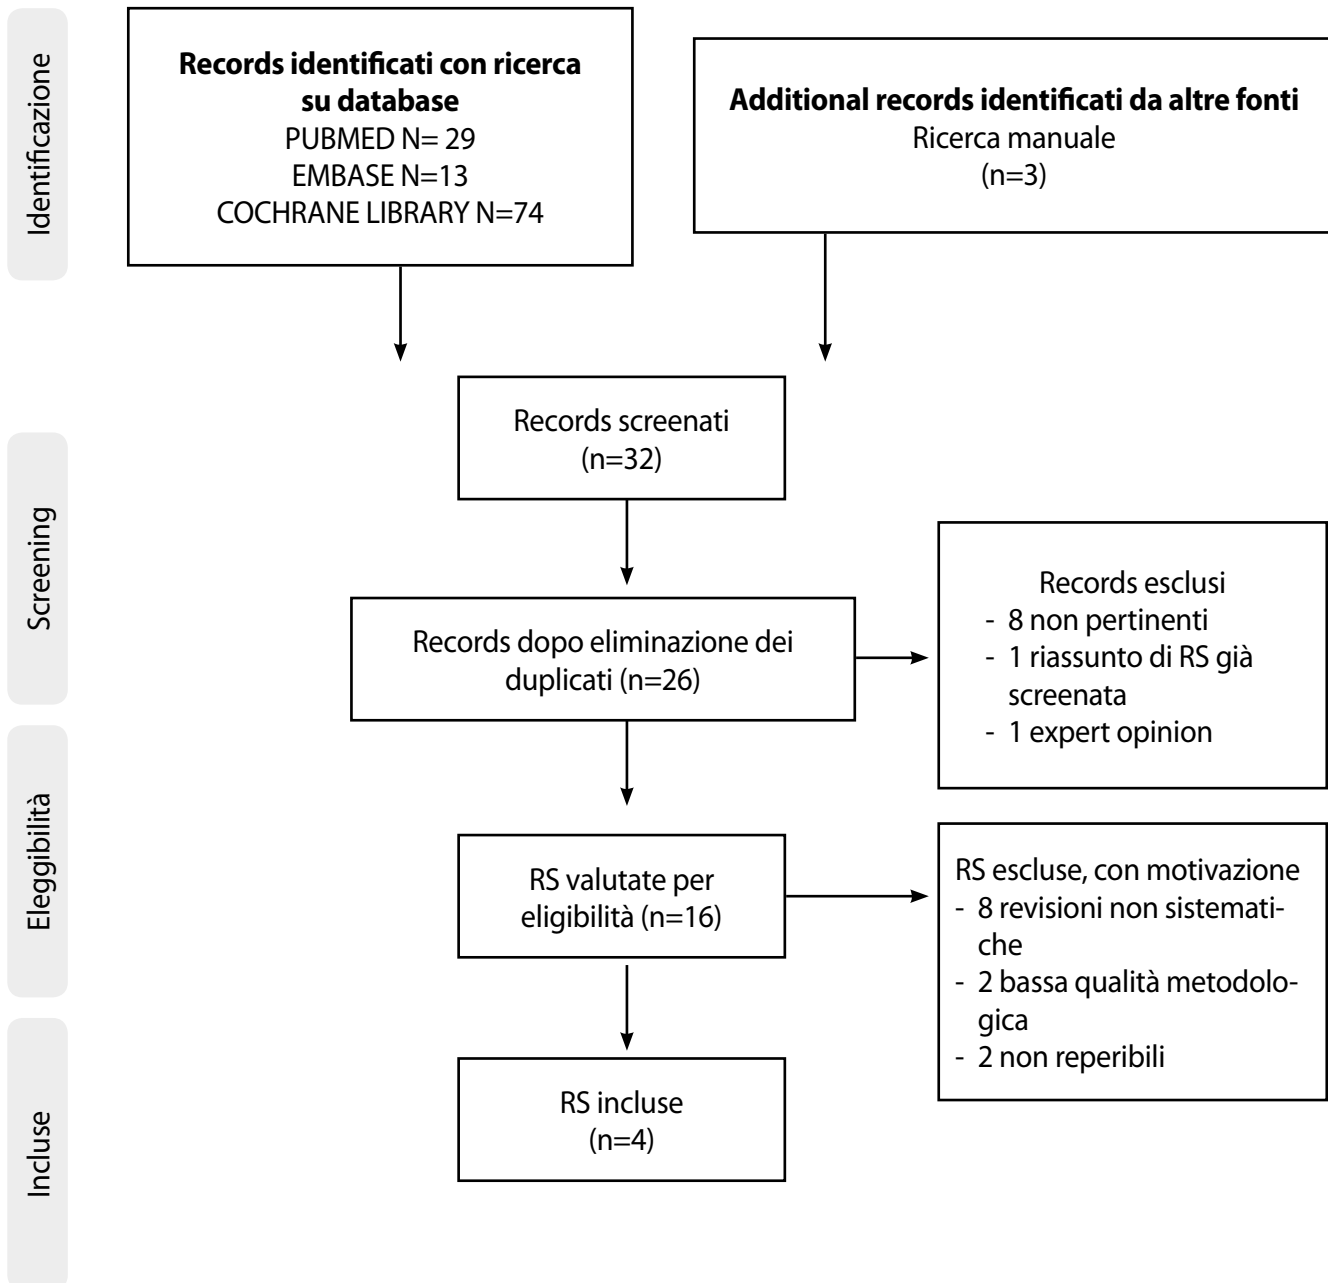 Identificazione
Records identificati con ricerca
su database
PUBMED N= 29
EMBASE N=13
COCHRANE LIBRARY N=74
Additional records identificati da altre fonti
Ricerca manuale
(n=3)
Screening
Records screenati
(n=32)
Records dopo eliminazione dei
duplicati (n=26)
Records esclusi
- 8 non pertinenti
- 1 riassunto di RS già
screenata
- 1 expert opinion
Eleggibilità
RS valutate per
eligibilità (n=16)
RS escluse, con motivazione
- 8 revisioni non sistemati-
che
- 2 bassa qualità metodolo-
gica
- 2 non reperibili
Incluse
RS incluse
(n=4)